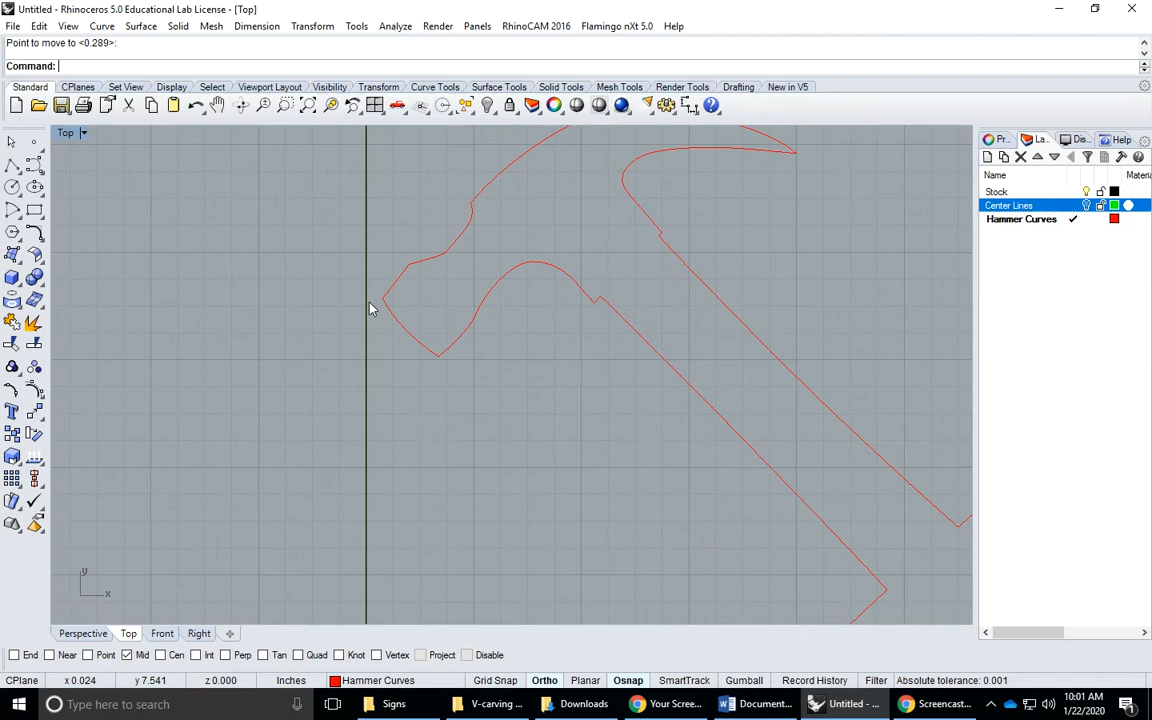 Untitled - Rhinoceros 5.0 Educational Lab License - [Top]
File Edit View Curve Surface Solid Mesh Dimension Transform Tools Analyze Render Panels RhinoCAM 2016 Flamingo nXt 5.0 Help
Point to move to <0.289>:
Command:
Standard CPlanes Set View Display Select Viewport Layout Visibility Transform Curve Tools Surface Tools Solid Tools Mesh Tools Render Tools Drafting New in V5
Top
Pr... La... Dis... Help
Name Materia
Stock
Center Lines
Hammer Curves
y
x
Perspective Top Front Right
End Near Point Mid Cen Int Perp Tan Quad Knot Vertex Project Disable
CPlane x 0.024 y 7.541 z 0.000 Inches Hammer Curves Grid Snap Ortho Planar Osnap SmartTrack Gumball Record History Filter Absolute tolerance: 0.001
Type here to search Signs V-carving ... Downloads Your Scree... Document... Untitled - ... Screencast... 10:01 AM
1/22/2020
1